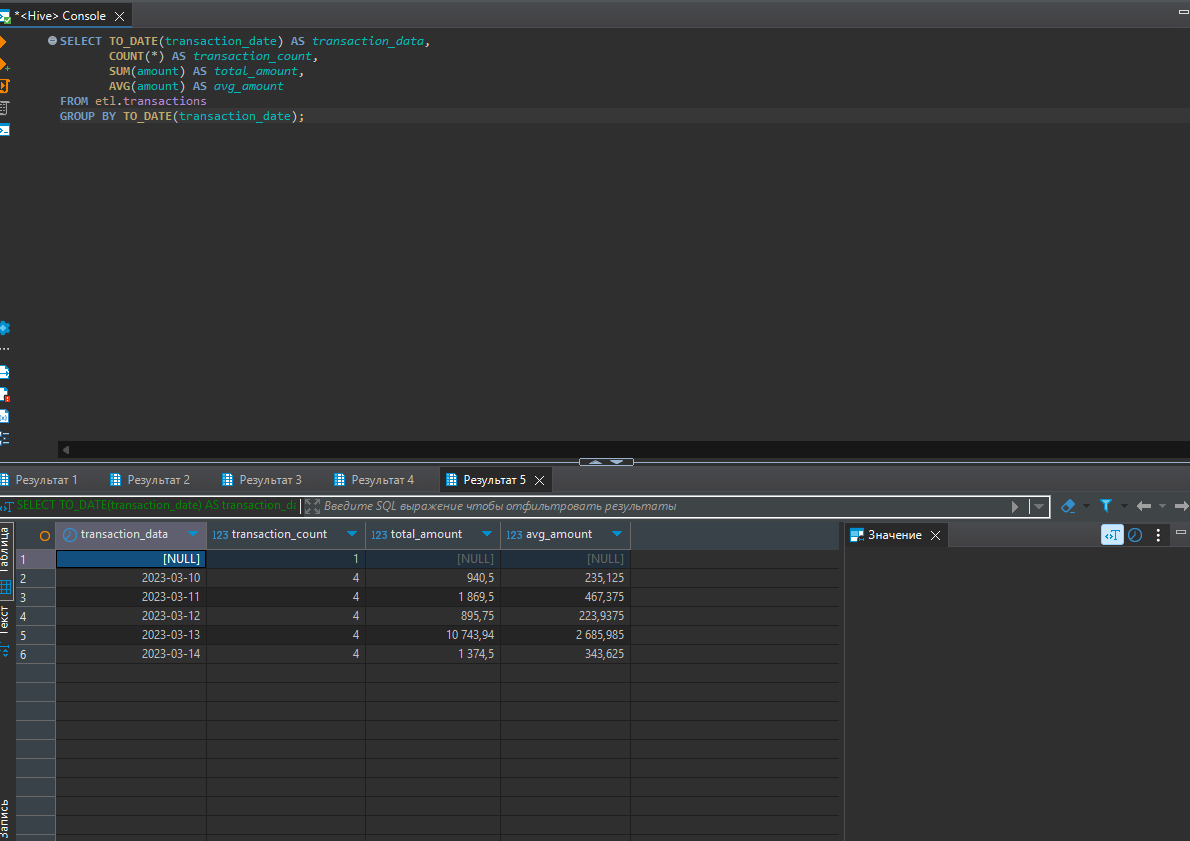 *<Hive> Console
SELECT TO_DATE(transaction_date) AS transaction_data,
COUNT(*) AS transaction_count,
SUM(amount) AS total_amount,
AVG(amount) AS avg_amount
FROM etl.transactions
GROUP BY TO_DATE(transaction_date);
Результат 1 Результат 2 Результат 3 Результат 4 Результат 5
SELECT TO_DATE(transaction_date) AS transaction_da Введите SQL выражение чтобы отфильтровать результаты
Таблица
Текст
Запись
transaction_data 123 transaction_count 123 total_amount 123 avg_amount
1 [NULL] 1 [NULL] [NULL]
2 2023-03-10 4 940,5 235,125
3 2023-03-11 4 1 869,5 467,375
4 2023-03-12 4 895,75 223,9375
5 2023-03-13 4 10 743,94 2 685,985
6 2023-03-14 4 1 374,5 343,625
Значение